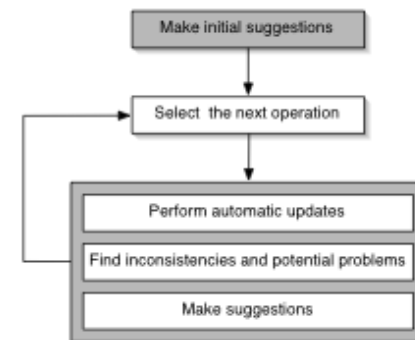 Make initial suggestions
Select the next operation
Perform automatic updates
Find inconsistencies and potential problems
Make suggestions